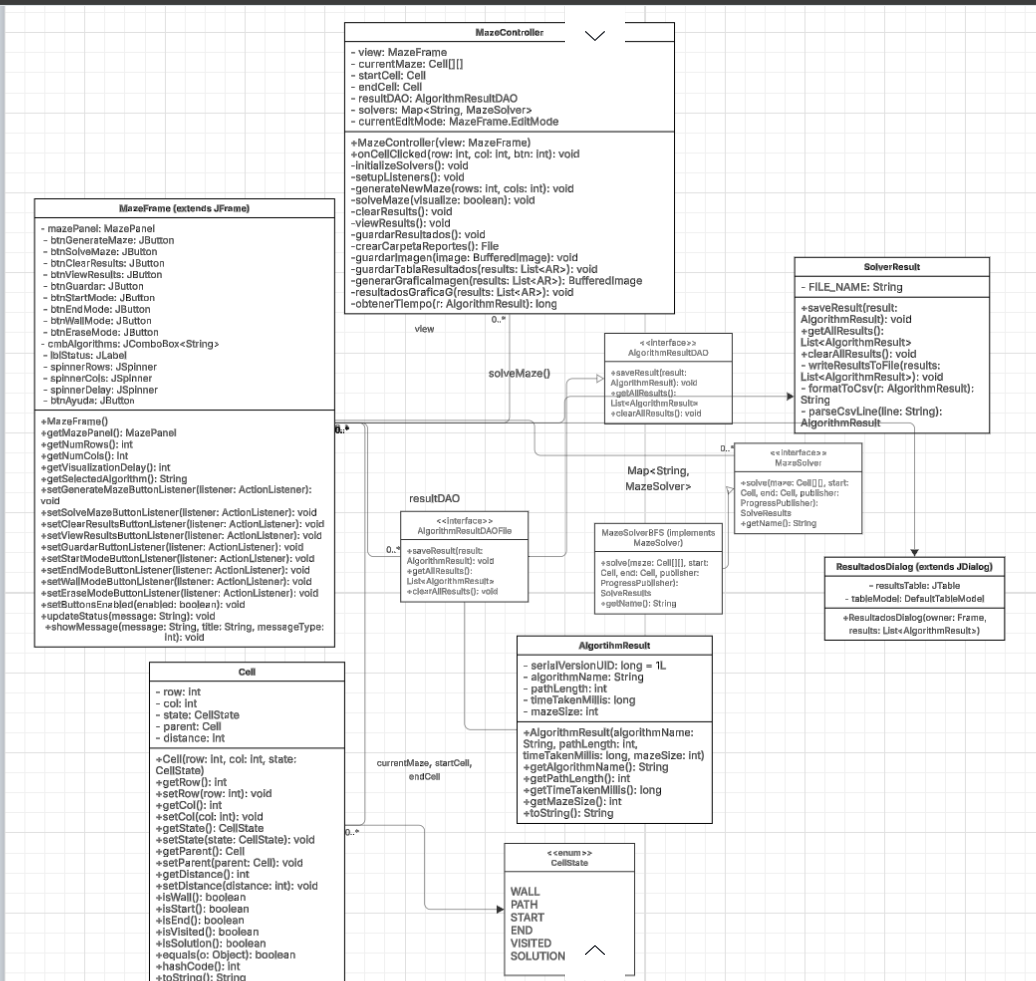 MazeController
- view: MazeFrame
- currentMaze: Cell[][]
- startCell: Cell
- endCell: Cell
- resultDAO: AlgorithmResultDAO
- solvers: Map<String, MazeSolver>
- currentEditMode: MazeFrame.EditMode
+MazeController(view: MazeFrame)
+onCellClicked(row: int, col: int, btn: int): void
-initializeSolvers(): void
-setupListeners(): void
-generateNewMaze(rows: int, cols: int): void
-solveMaze(visualize: boolean): void
-clearResults(): void
-viewResults(): void
-guardarResultados(): void
-crearCarpetaReportes(): File
-guardarImagen(image: BufferedImage): void
-guardarTablaResultados(results: List<AR>): void
-generarGraficaImagen(results: List<AR>): BufferedImage
-resultadosGraficaG(results: List<AR>): void
-obtenerTiempo(r: AlgorithmResult): long
MazeFrame (extends JFrame)
- mazePanel: MazePanel
- btnGenerateMaze: JButton
- btnSolveMaze: JButton
- btnClearResults: JButton
- btnViewResults: JButton
- btnGuardar: JButton
- btnStartMode: JButton
- btnEndMode: JButton
- btnWallMode: JButton
- btnEraseMode: JButton
- cmbAlgorithms: JComboBox<String>
- lblStatus: JLabel
- spinnerRows: JSpinner
- spinnerCols: JSpinner
- spinnerDelay: JSpinner
- btnAyuda: JButton
+MazeFrame()
+getMazePanel(): MazePanel
+getNumRows(): int
+getNumCols(): int
+getVisualizationDelay(): int
+getSelectedAlgorithm(): String
+setGenerateMazeButtonListener(listener: ActionListener):
void
+setSolveMazeButtonListener(listener: ActionListener): void
+setClearResultsButtonListener(listener: ActionListener): void
+setViewResultsButtonListener(listener: ActionListener): void
+setGuardarButtonListener(listener: ActionListener): void
+setStartModeButtonListener(listener: ActionListener): void
+setEndModeButtonListener(listener: ActionListener): void
+setWallModeButtonListener(listener: ActionListener): void
+setEraseModeButtonListener(listener: ActionListener): void
+setButtonsEnabled(enabled: boolean): void
+updateStatus(message: String): void
+showMessage(message: String, title: String, messageType:
int): void
view
0..*
solveMaze()
0..*
<<interface>>
AlgorithmResultDAO
+saveResult(result:
AlgorithmResult): void
+getAllResults():
List<AlgorithmResult>
+clearAllResults(): void
SolverResult
- FILE_NAME: String
+saveResult(result:
AlgorithmResult): void
+getAllResults():
List<AlgorithmResult>
+clearAllResults(): void
- writeResultsToFile(results:
List<AlgorithmResult>): void
- formatToCsv(r: AlgorithmResult):
String
- parseCsvLine(line: String):
AlgorithmResult
0..*
<<interface>>
MazeSolver
+solve(maze: Cell[][], start:
Cell, end: Cell, publisher:
ProgressPublisher):
SolveResults
+getName(): String
Map<String,
MazeSolver>
resultDAO
0..*
<<interface>>
AlgorithmResultDAOFile
+saveResult(result:
AlgorithmResult): void
+getAllResults():
List<AlgorithmResult>
+clearAllResults(): void
MazeSolverBFS (implements
MazeSolver)
+solve(maze: Cell[][], start:
Cell, end: Cell, publisher:
ProgressPublisher):
SolveResults
+getName(): String
ResultadosDialog (extends JDialog)
- resultsTable: JTable
- tableModel: DefaultTableModel
+ResultadosDialog(owner: Frame,
results: List<AlgorithmResult>)
AlgortihmResult
- serialVersionUID: long = 1L
- algorithmName: String
- pathLength: int
- timeTakenMillis: long
- mazeSize: int
+AlgorithmResult(algorithmName:
String, pathLength: int,
timeTakenMillis: long, mazeSize: int)
+getAlgorithmName(): String
+getPathLength(): int
+getTimeTakenMillis(): long
+getMazeSize(): int
+toString(): String
Cell
- row: int
- col: int
- state: CellState
- parent: Cell
- distance: int
+Cell(row: int, col: int, state:
CellState)
+getRow(): int
+setRow(row: int): void
+getCol(): int
+setCol(col: int): void
+getState(): CellState
+setState(state: CellState): void
+getParent(): Cell
+setParent(parent: Cell): void
+getDistance(): int
+setDistance(distance: int): void
+isWall(): boolean
+isStart(): boolean
+isEnd(): boolean
+isVisited(): boolean
+isSolution(): boolean
+equals(o: Object): boolean
+hashCode(): int
+toString(): String
currentMaze, startCell,
endCell
0..*
<<enum>>
CellState
WALL
PATH
START
END
VISITED
SOLUTION